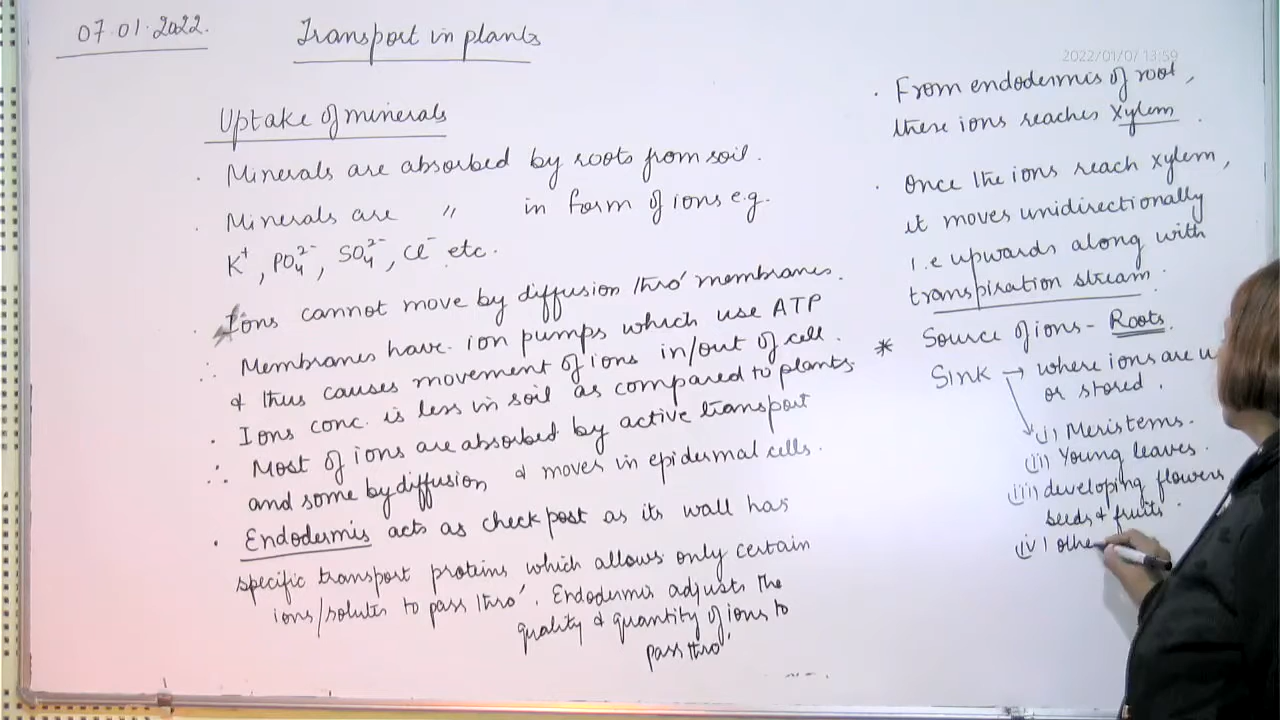 07.01.2022.
Transport in plants
2022/01/07 13:59
Uptake of minerals
· Minerals are absorbed by roots from soil.
· Minerals are " in form of ions e.g.
K⁺, PO₄²⁻, SO₄²⁻, Cl⁻ etc.
· Ions cannot move by diffusion thro' membranes.
∴ Membranes have ion pumps which use ATP
& thus causes movement of ions in/out of cell.
· Ions conc. is less in soil as compared to plants
∴ Most of ions are absorbed by active transport
and some by diffusion & moves in epidermal cells.
· Endodermis acts as check post as its wall has
specific transport proteins which allows only certain
ions/solutes to pass thro'. Endodermis adjusts the
quality & quantity of ions to
pass thro'
· From endodermis of root,
these ions reaches xylem.
· Once the ions reach xylem,
it moves unidirectionally
i.e upwards along with
transpiration stream.
* Source of ions - Roots.
Sink → where ions are
or stored.
(i) Meristems.
(ii) Young leaves.
(iii) developing flowers
seeds & fruits.
(iv) othe